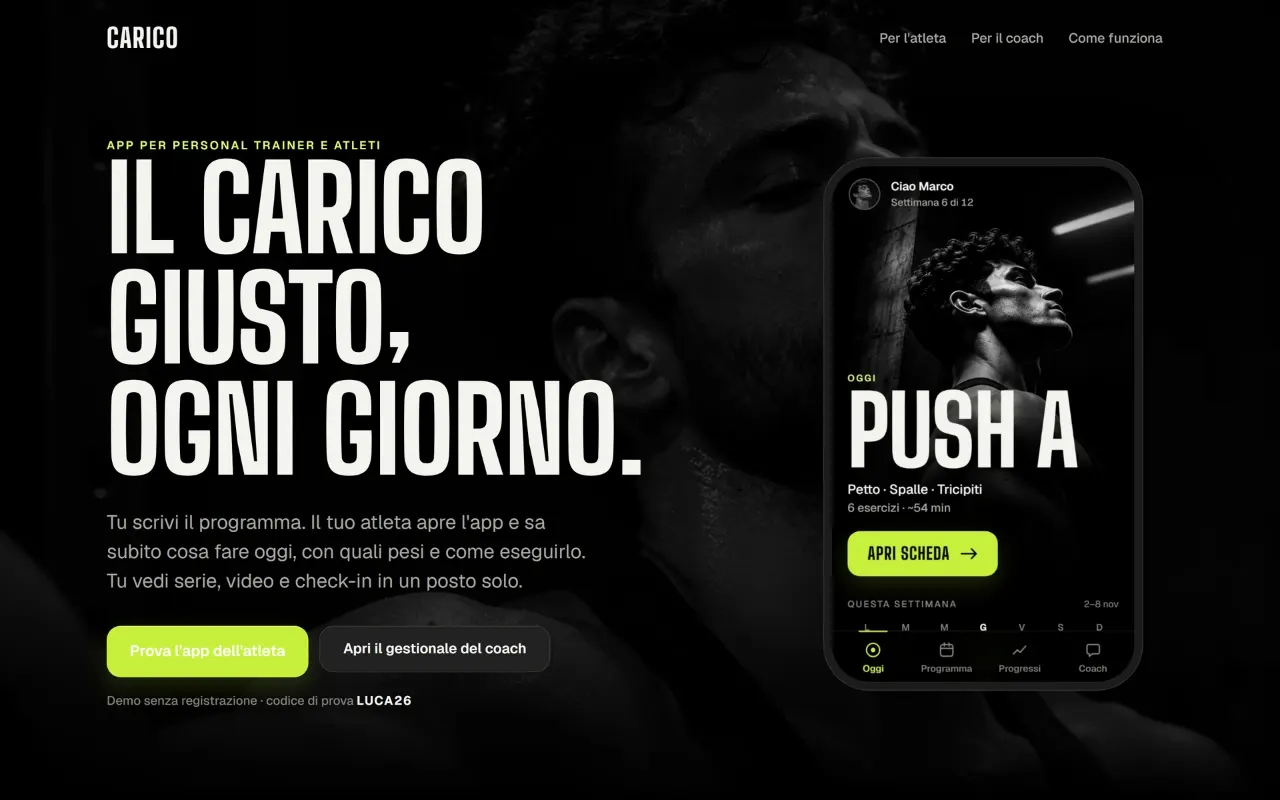 CARICO
Per l'atleta
Per il coach
Come funziona
APP PER PERSONAL TRAINER E ATLETI
IL CARICO
GIUSTO,
OGNI GIORNO.
Tu scrivi il programma. Il tuo atleta apre l'app e sa
subito cosa fare oggi, con quali pesi e come eseguirlo.
Tu vedi serie, video e check-in in un posto solo.
Prova l'app dell'atleta
Apri il gestionale del coach
Demo senza registrazione · codice di prova LUCA26
Ciao Marco
Settimana 6 di 12
OGGI
PUSH A
Petto · Spalle · Tricipiti
6 esercizi · ~54 min
APRI SCHEDA
QUESTA SETTIMANA
2–8 nov
L M M G V S D
Oggi
Programma
Progressi
Coach